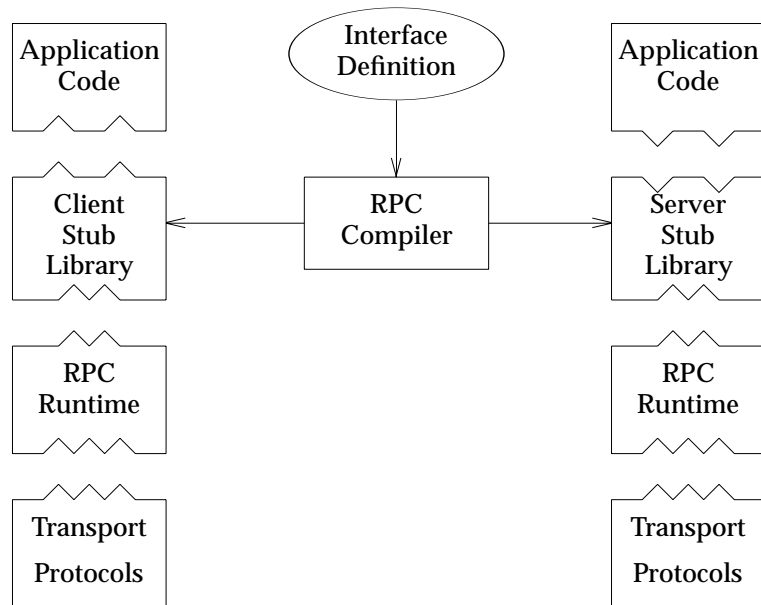 Application
Code
Interface
Definition
Application
Code
Client
Stub
Library
RPC
Compiler
Server
Stub
Library
RPC
Runtime
RPC
Runtime
Transport
Protocols
Transport
Protocols